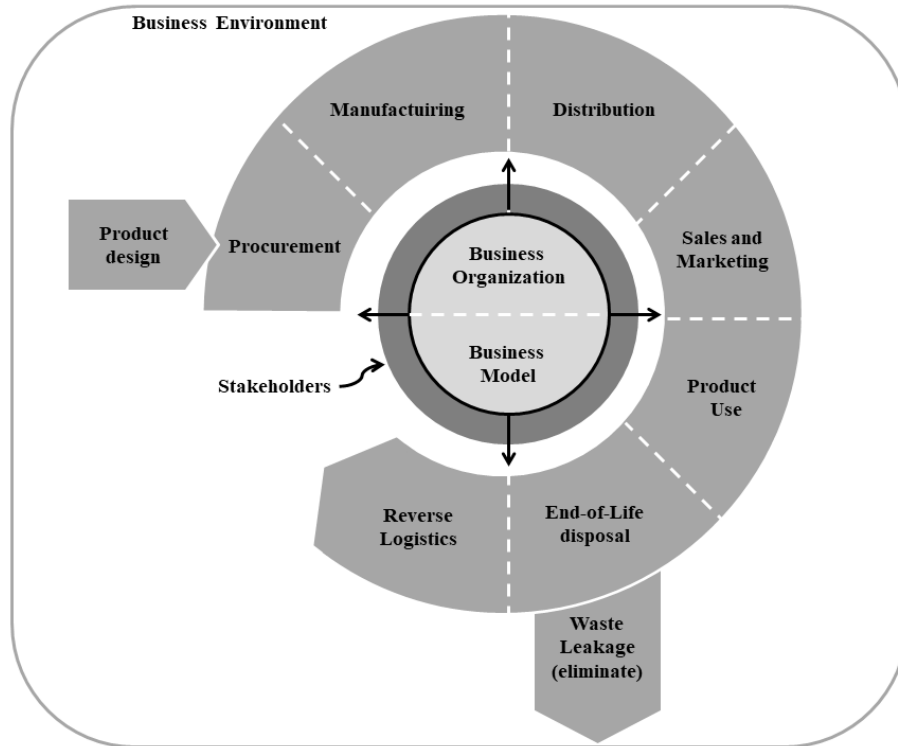 Business Environment
Manufactuiring
Distribution
Product
design
Procurement
Business
Organization
Sales and
Marketing
Business
Model
Stakeholders
Product
Use
Reverse
Logistics
End-of-Life
disposal
Waste
Leakage
(eliminate)